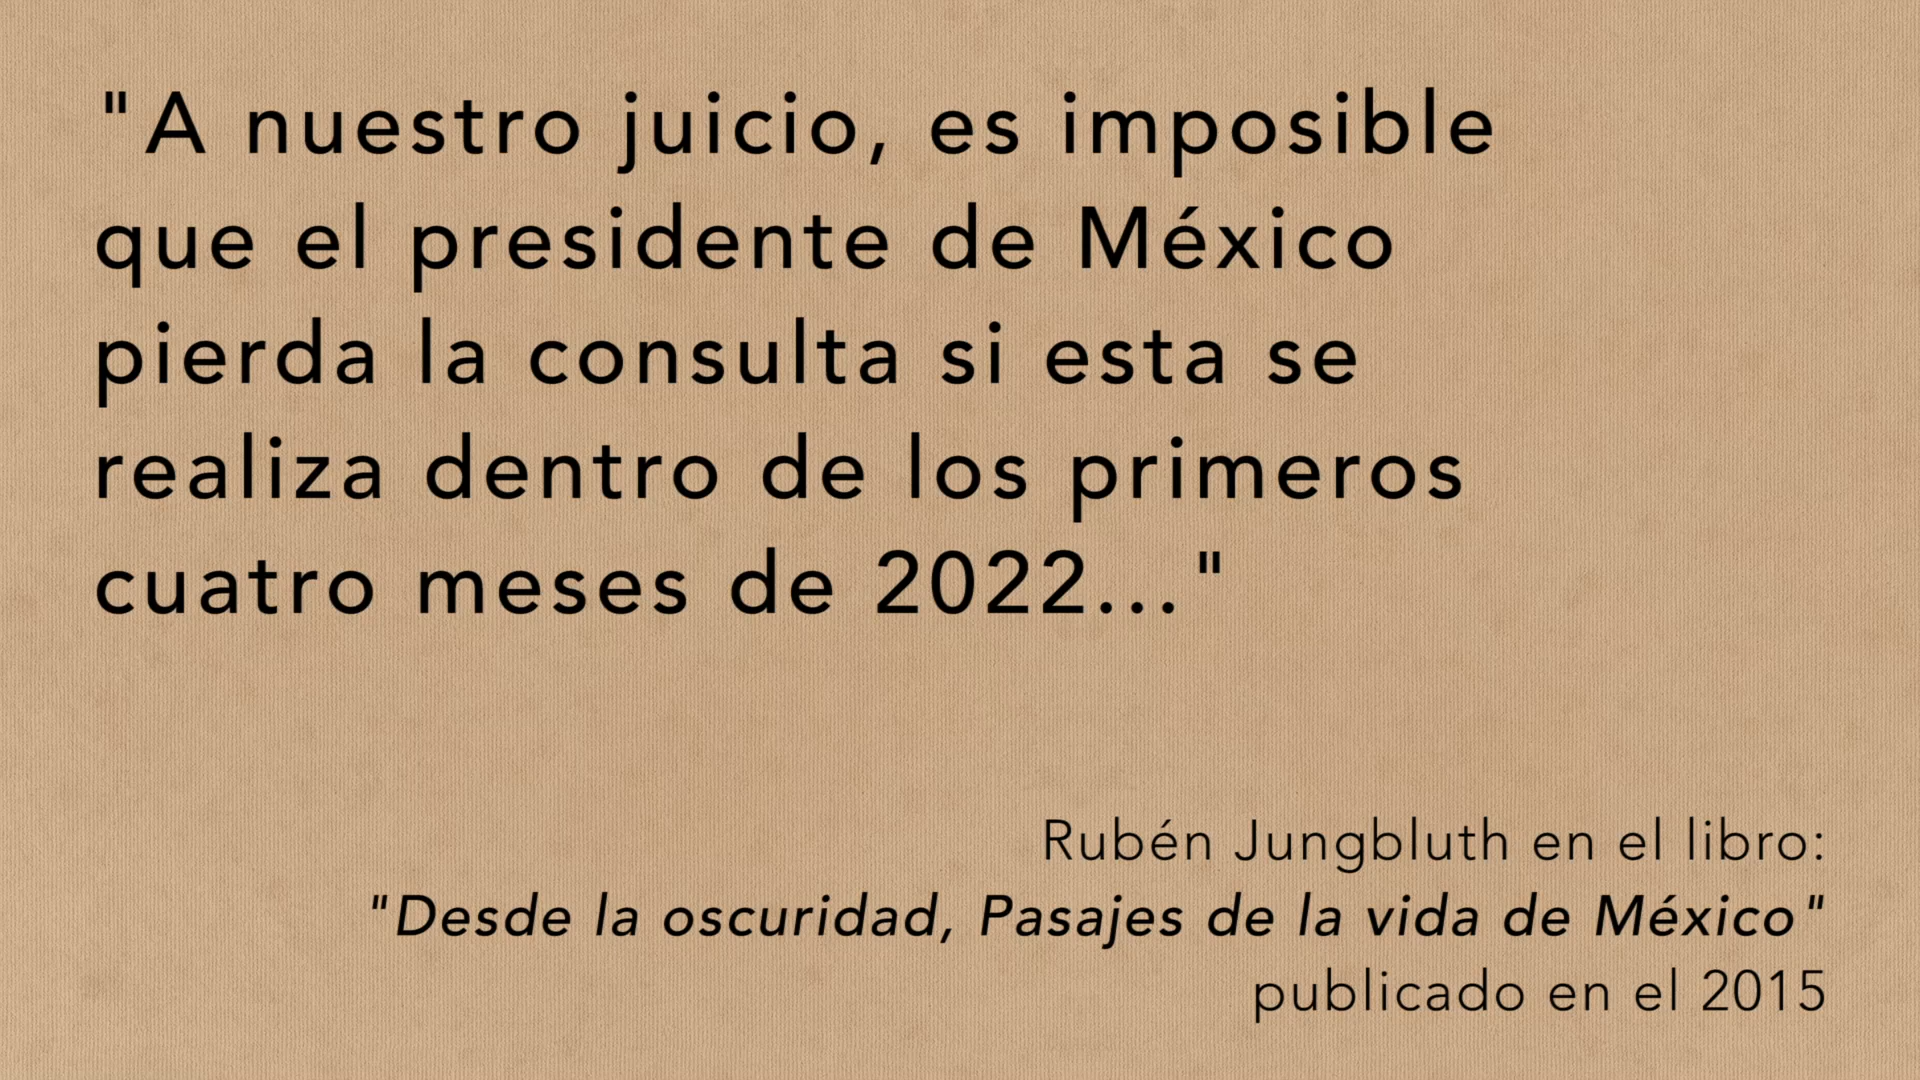 "A nuestro juicio, es imposible
que el presidente de México
pierda la consulta si esta se
realiza dentro de los primeros
cuatro meses de 2022..."
Rubén Jungbluth en el libro:
"Desde la oscuridad, Pasajes de la vida de México"
publicado en el 2015